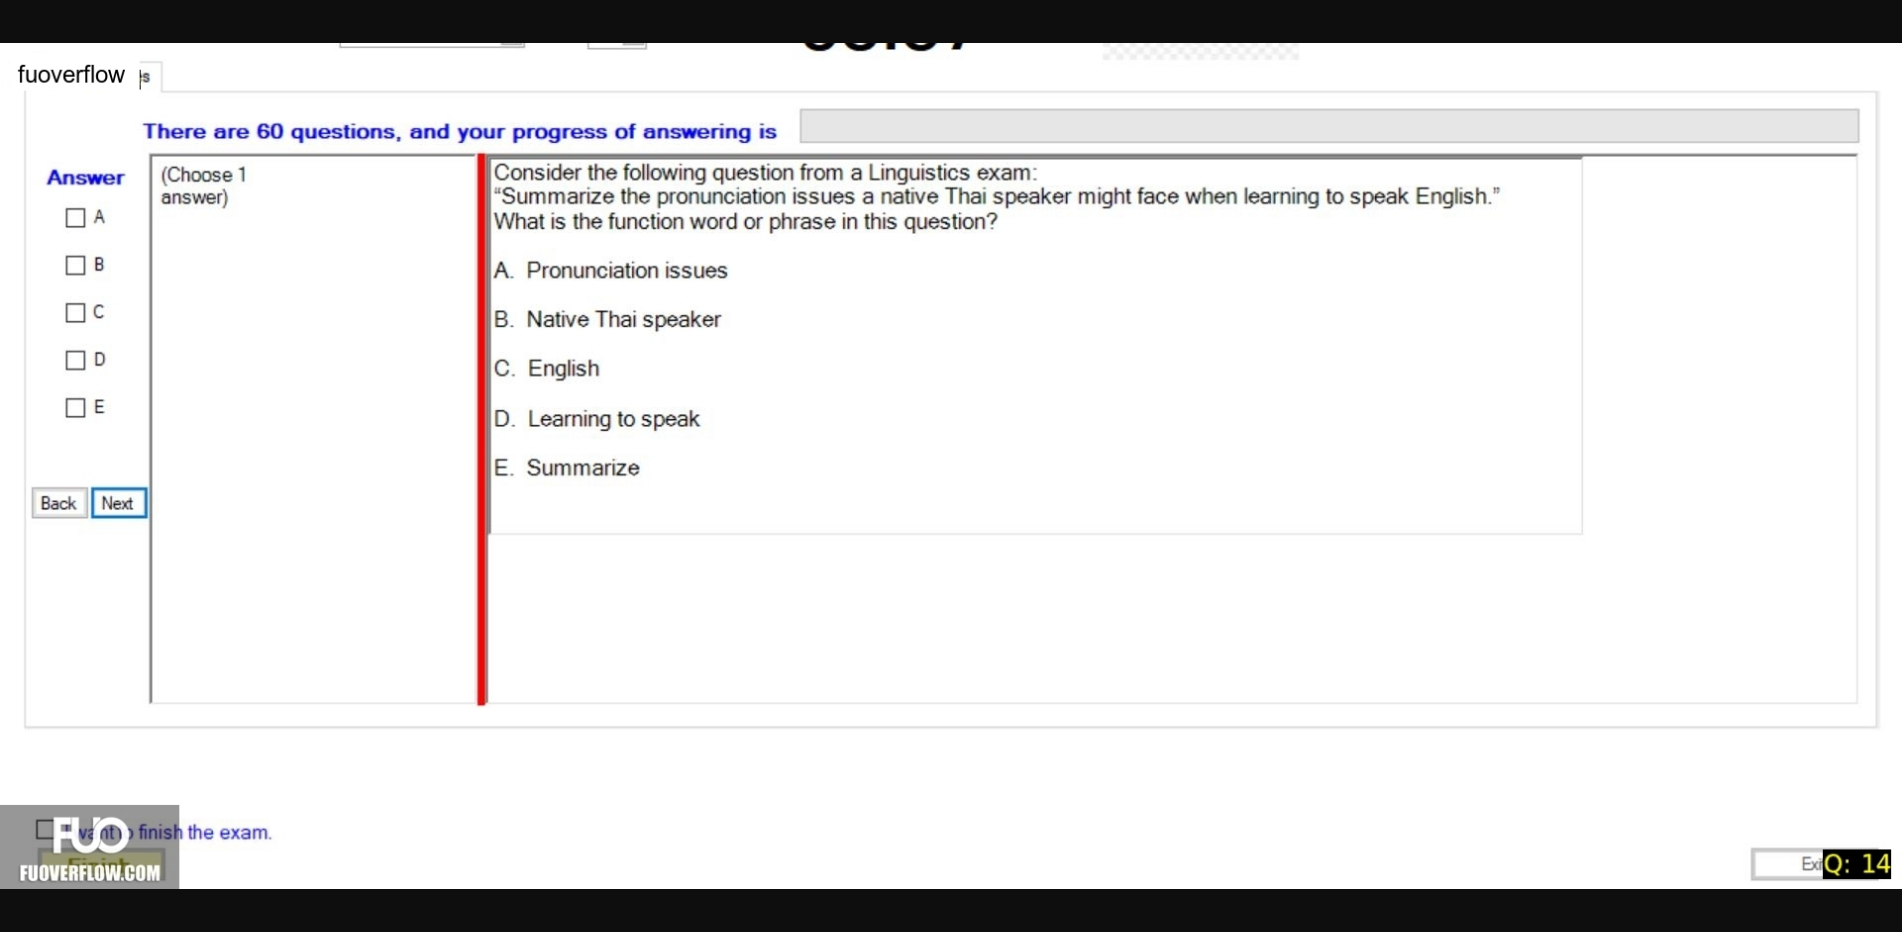 fuoverflow
There are 60 questions, and your progress of answering is
Answer
(Choose 1
answer)
A
B
C
D
E
Back Next
Consider the following question from a Linguistics exam:
“Summarize the pronunciation issues a native Thai speaker might face when learning to speak English.”
What is the function word or phrase in this question?
A. Pronunciation issues
B. Native Thai speaker
C. English
D. Learning to speak
E. Summarize
finish the exam.
FUO
FUOVERFLOW.COM
Q: 14